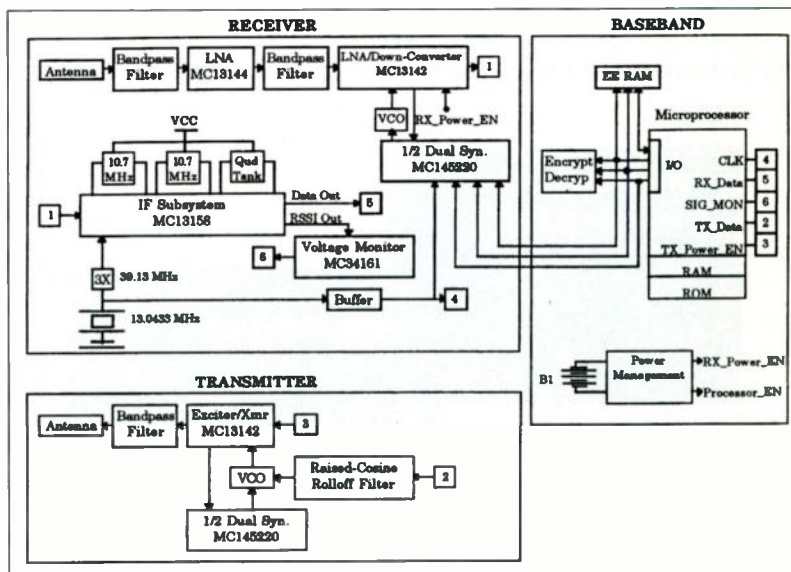 RECEIVER
Antenna
Bandpass
Filter
LNA
MC13144
Bandpass
Filter
LNA/Down-Converter
MC13142
1
VCO
RX_Power_EN
1/2 Dual Syn.
MC145220
VCC
10.7
MHz
10.7
MHz
Qud
Tank
1
IF Subsystem
MC13158
Data Out
5
RSSI Out
Voltage Monitor
MC34161
6
3X
39.13 MHz
Buffer
4
13.0433 MHz
BASEBAND
EE RAM
Microprocessor
Encrypt
Decryp
I/O
CLK
4
RX_Data
5
SIG_MON
6
TX_Data
2
TX_Power_EN
3
RAM
ROM
B1
Power
Management
RX_Power_EN
Processor_EN
TRANSMITTER
Antenna
Bandpass
Filter
Exciter/Xmr
MC13142
3
VCO
Raised-Cosine
Rolloff Filter
2
1/2 Dual Syn.
MC145220